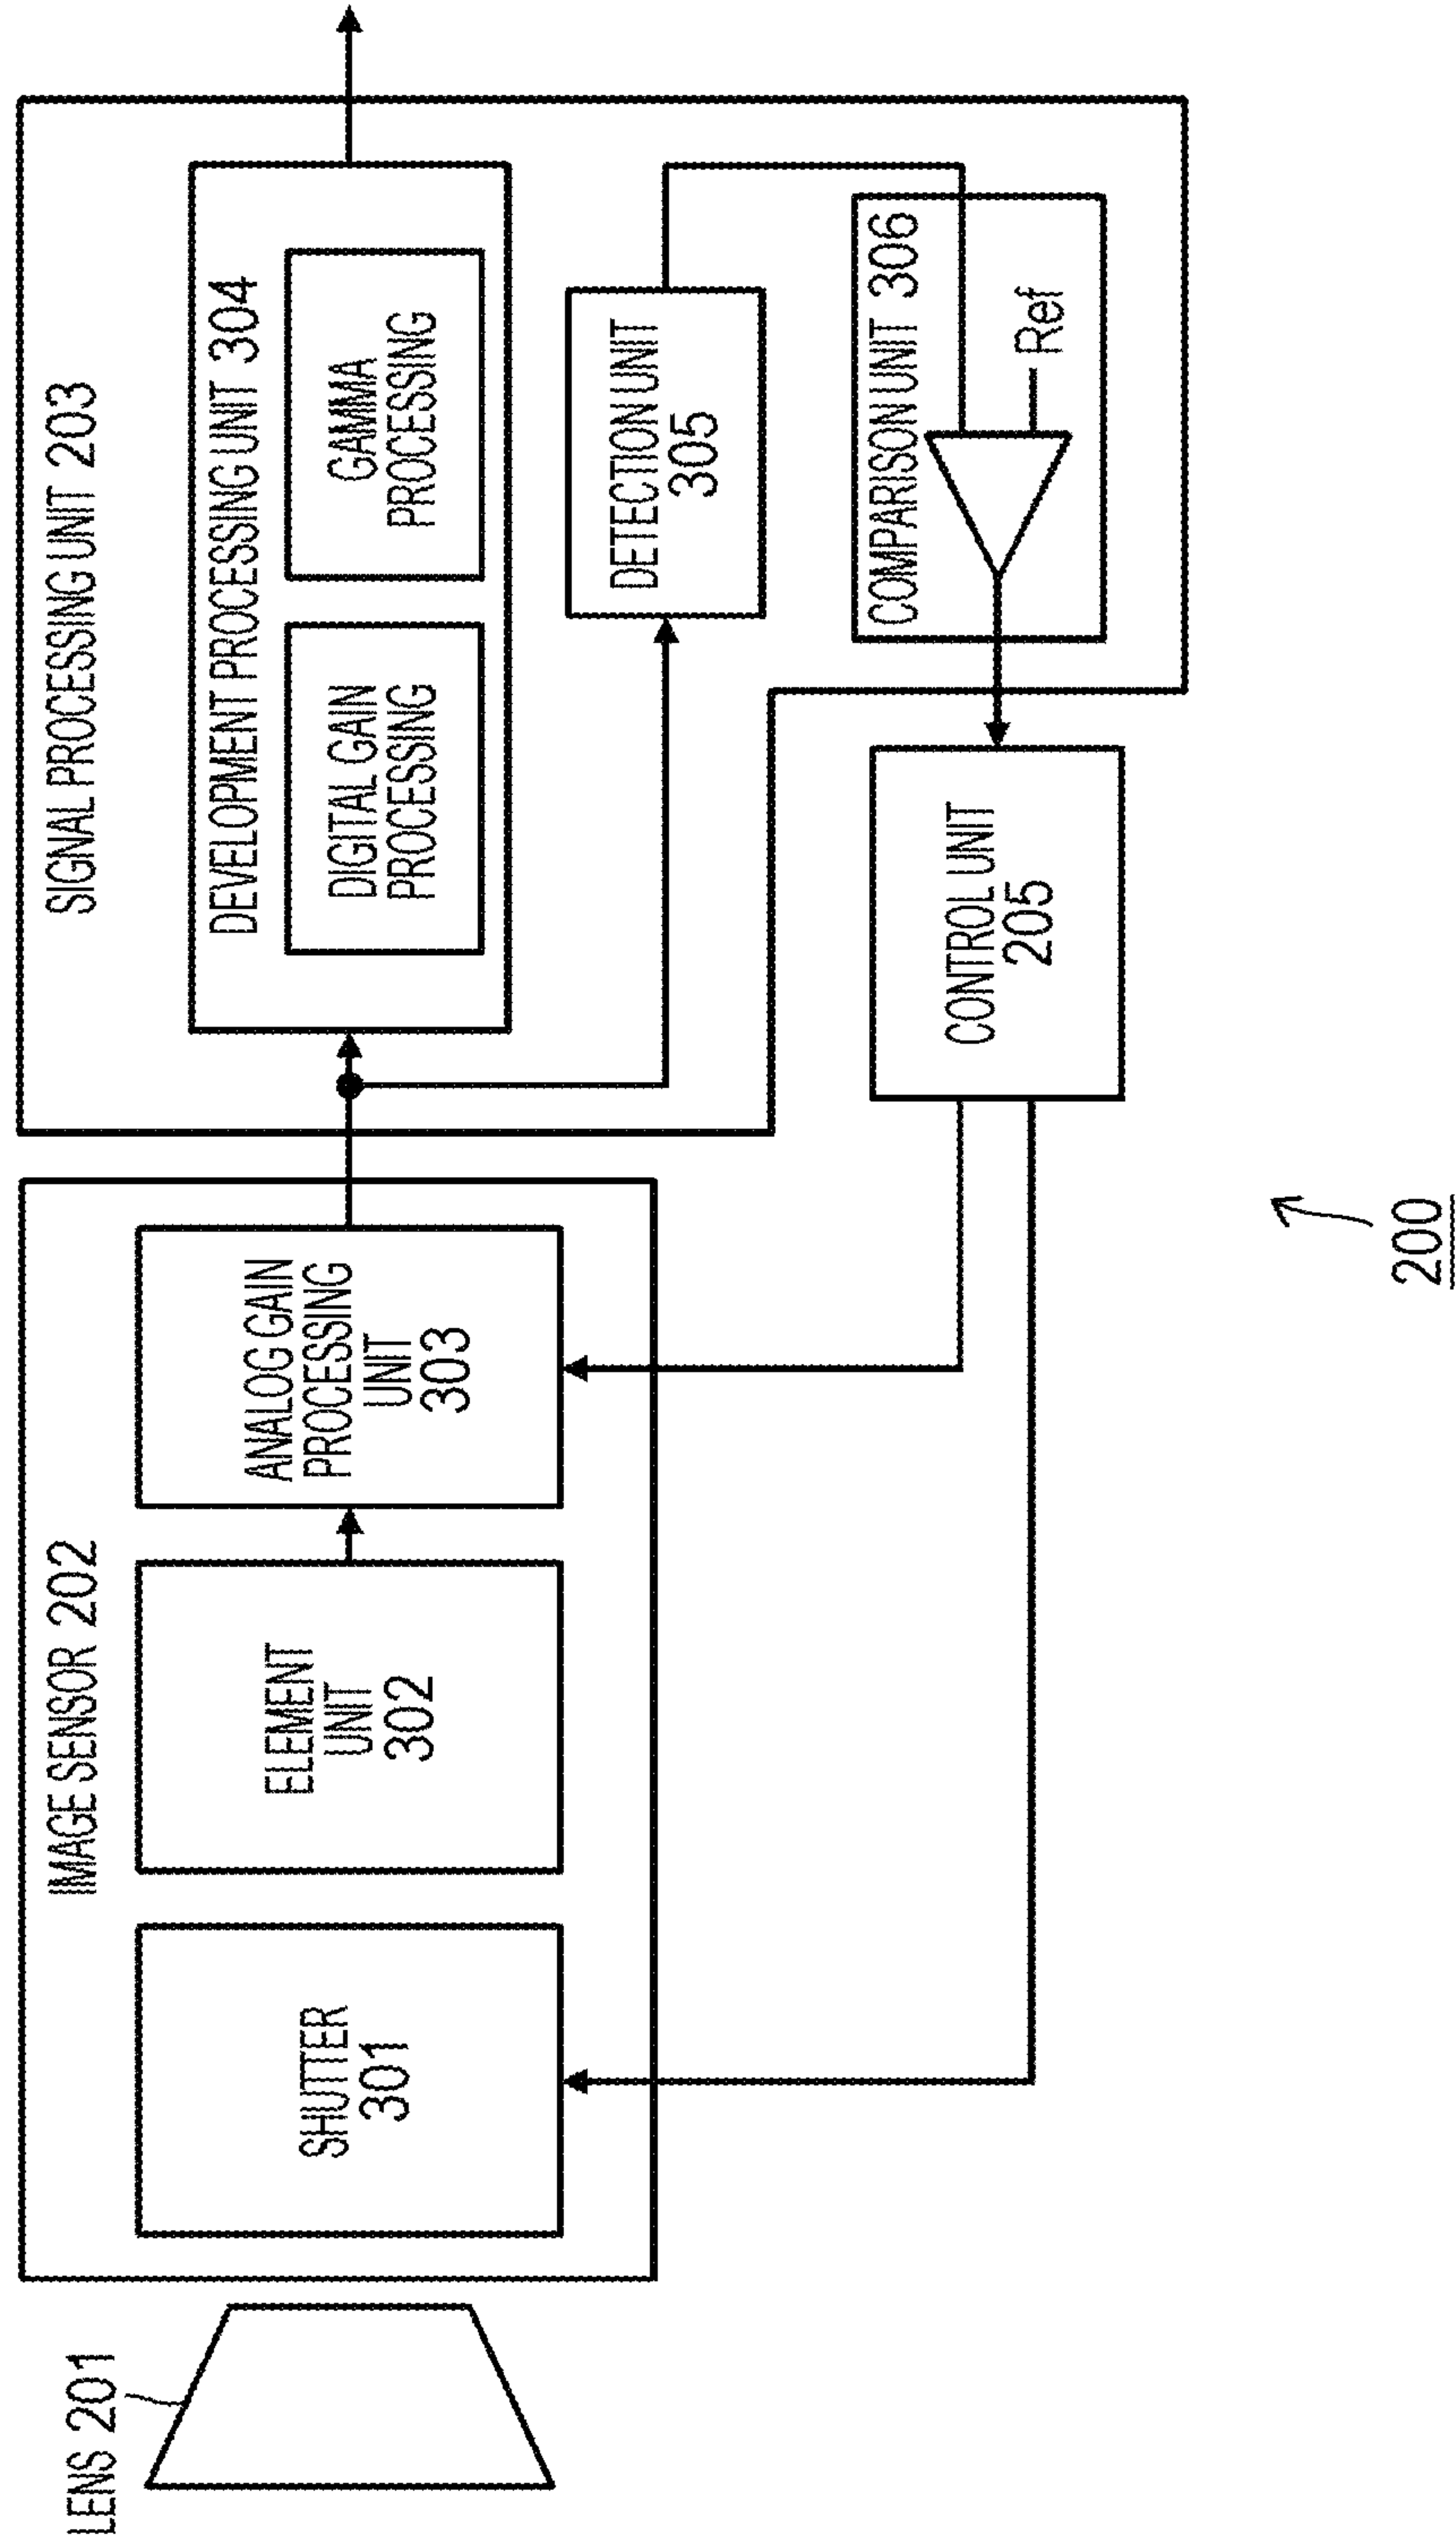 LENS 201
IMAGE SENSOR 202
SHUTTER
301
ELEMENT
UNIT
302
ANALOG GAIN
PROCESSING
UNIT
303
SIGNAL PROCESSING UNIT 203
DEVELOPMENT PROCESSING UNIT 304
DIGITAL GAIN
PROCESSING
GAMMA
PROCESSING
DETECTION UNIT
305
COMPARISON UNIT 306
Ref
CONTROL UNIT
205
200